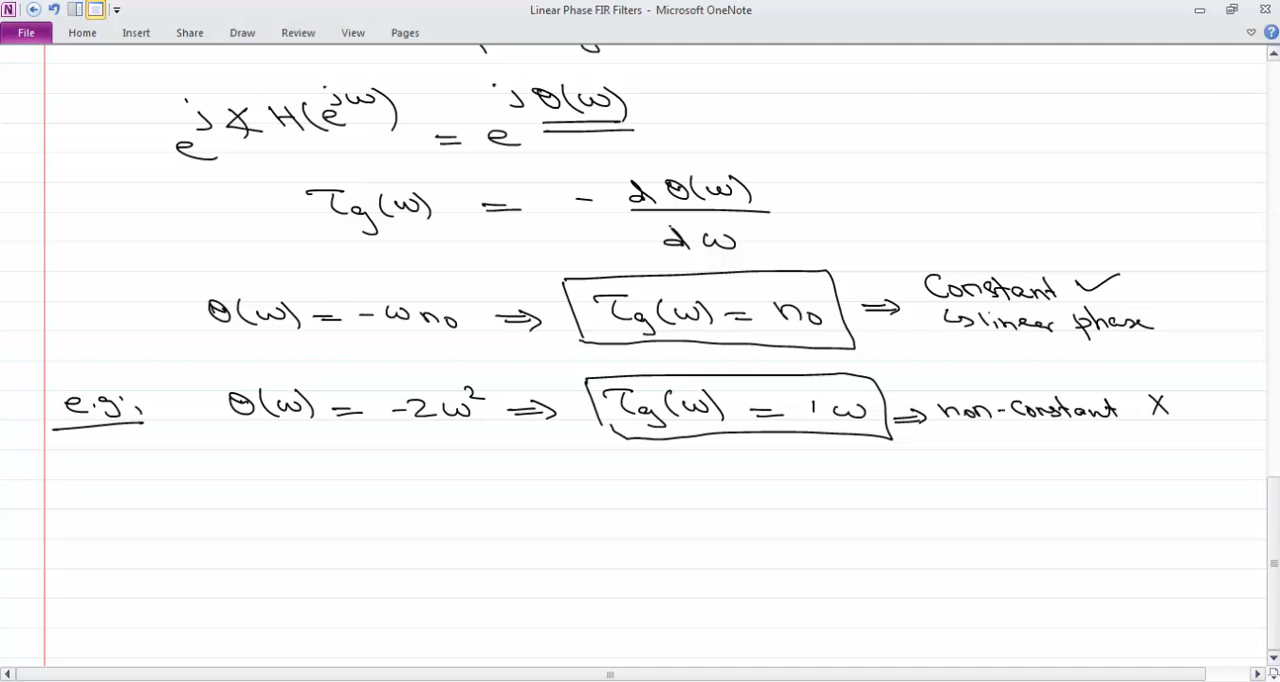 Linear Phase FIR Filters - Microsoft OneNote
File Home Insert Share Draw Review View Pages
e^{j∡H(e^{jω})} = e^{jθ(ω)}
τg(ω) = - dθ(ω)/dω
θ(ω) = -ωn₀ ⇒ τg(ω) = n₀ ⇒ Constant ✓
↳ linear phase
e.g., θ(ω) = -2ω² ⇒ τg(ω) = ω ⇒ non-constant X